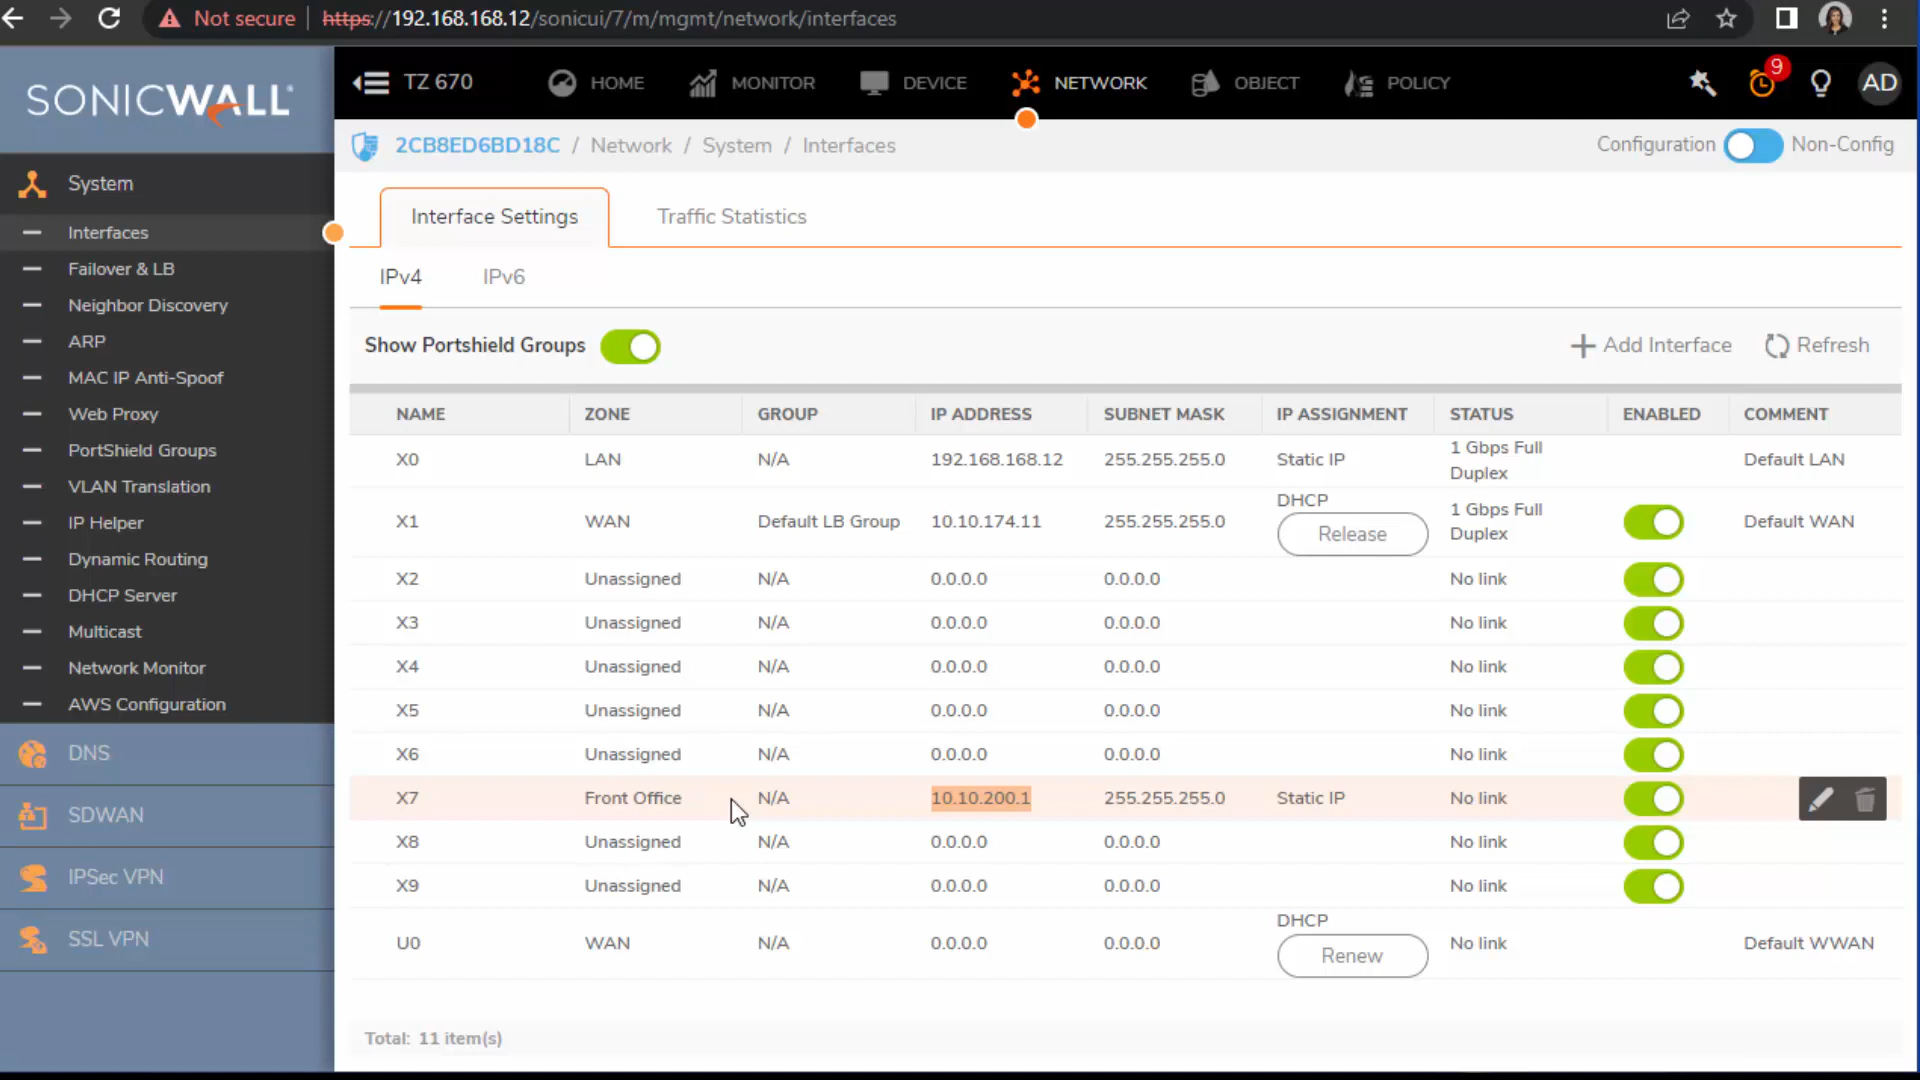 Not secure
https://192.168.168.12/sonicui/7/m/mgmt/network/interfaces
SONICWALL
TZ 670
HOME
MONITOR
DEVICE
NETWORK
OBJECT
POLICY
9
AD
2CB8ED6BD18C / Network / System / Interfaces
Configuration
Non-Config
System
Interfaces
Failover & LB
Neighbor Discovery
ARP
MAC IP Anti-Spoof
Web Proxy
PortShield Groups
VLAN Translation
IP Helper
Dynamic Routing
DHCP Server
Multicast
Network Monitor
AWS Configuration
DNS
SDWAN
IPSec VPN
SSL VPN
Interface Settings
Traffic Statistics
IPv4
IPv6
Show Portshield Groups
Add Interface
Refresh
NAME ZONE GROUP IP ADDRESS SUBNET MASK IP ASSIGNMENT STATUS ENABLED COMMENT
X0 LAN N/A 192.168.168.12 255.255.255.0 Static IP 1 Gbps Full Duplex Default LAN
X1 WAN Default LB Group 10.10.174.11 255.255.255.0 DHCP Release 1 Gbps Full Duplex Default WAN
X2 Unassigned N/A 0.0.0.0 0.0.0.0 No link
X3 Unassigned N/A 0.0.0.0 0.0.0.0 No link
X4 Unassigned N/A 0.0.0.0 0.0.0.0 No link
X5 Unassigned N/A 0.0.0.0 0.0.0.0 No link
X6 Unassigned N/A 0.0.0.0 0.0.0.0 No link
X7 Front Office N/A 10.10.200.1 255.255.255.0 Static IP No link
X8 Unassigned N/A 0.0.0.0 0.0.0.0 No link
X9 Unassigned N/A 0.0.0.0 0.0.0.0 No link
U0 WAN N/A 0.0.0.0 0.0.0.0 DHCP Renew No link Default WWAN
Total: 11 item(s)